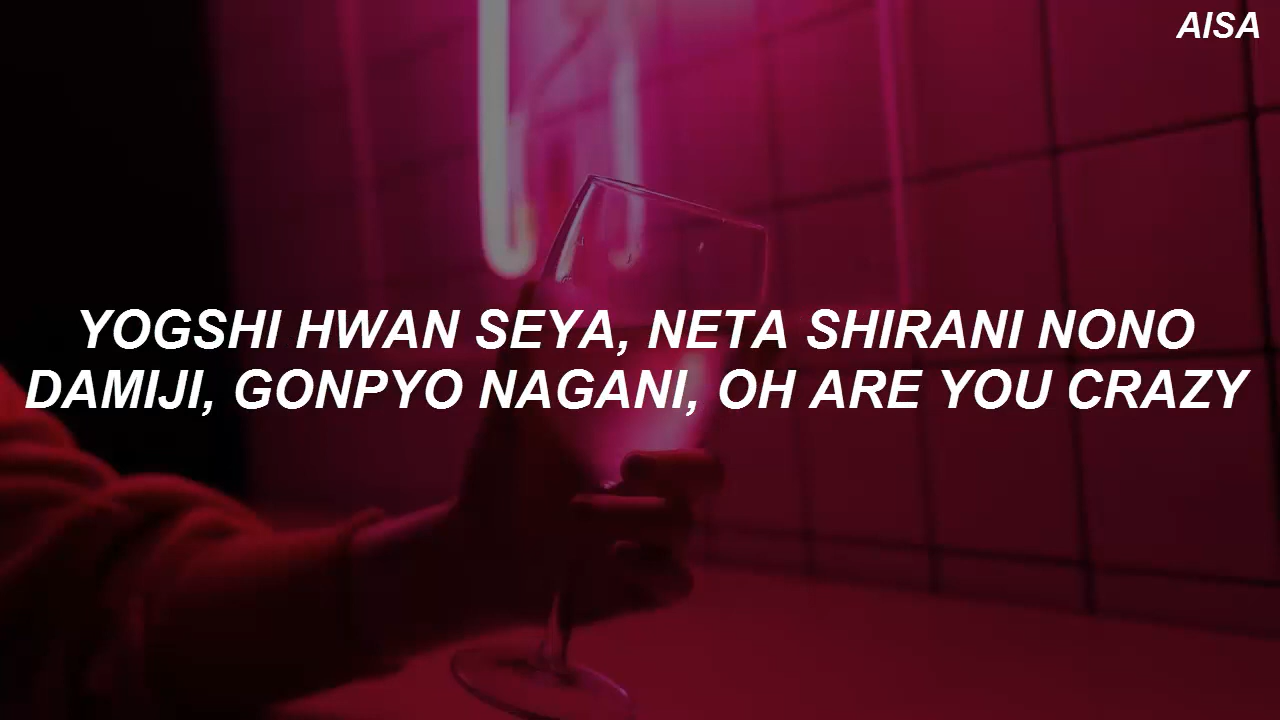 AISA
YOGSHI HWAN SEYA, NETA SHIRANI NONO
DAMIJI, GONPYO NAGANI, OH ARE YOU CRAZY